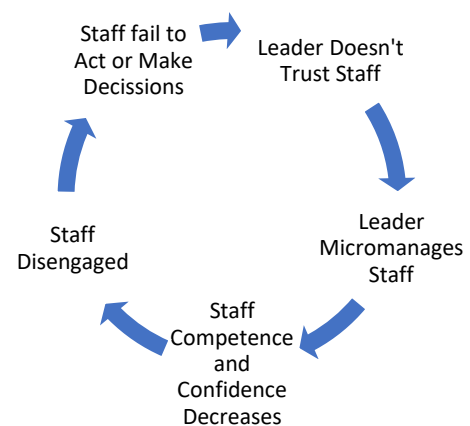 Staff fail to
Act or Make
Decissions
Leader Doesn't
Trust Staff
Leader
Micromanages
Staff
Staff
Competence
and
Confidence
Decreases
Staff
Disengaged